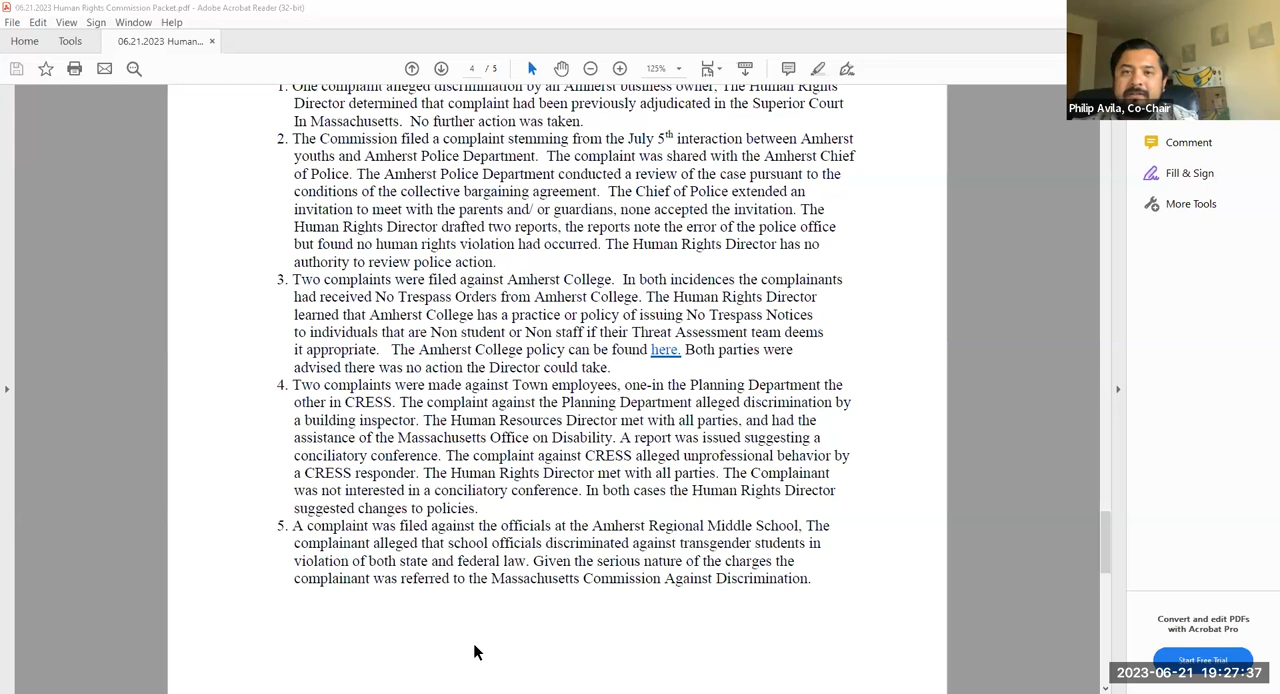 06.21.2023 Human Rights Commission Packet.pdf - Adobe Acrobat Reader (32-bit)
File Edit View Sign Window Help
Home Tools 06.21.2023 Human... ×
4 / 5 125%
1. One complaint alleged discrimination by an Amherst business owner, The Human Rights
Director determined that complaint had been previously adjudicated in the Superior Court
In Massachusetts. No further action was taken.
2. The Commission filed a complaint stemming from the July 5th interaction between Amherst
youths and Amherst Police Department. The complaint was shared with the Amherst Chief
of Police. The Amherst Police Department conducted a review of the case pursuant to the
conditions of the collective bargaining agreement. The Chief of Police extended an
invitation to meet with the parents and/ or guardians, none accepted the invitation. The
Human Rights Director drafted two reports, the reports note the error of the police office
but found no human rights violation had occurred. The Human Rights Director has no
authority to review police action.
3. Two complaints were filed against Amherst College. In both incidences the complainants
had received No Trespass Orders from Amherst College. The Human Rights Director
learned that Amherst College has a practice or policy of issuing No Trespass Notices
to individuals that are Non student or Non staff if their Threat Assessment team deems
it appropriate. The Amherst College policy can be found here. Both parties were
advised there was no action the Director could take.
4. Two complaints were made against Town employees, one-in the Planning Department the
other in CRESS. The complaint against the Planning Department alleged discrimination by
a building inspector. The Human Resources Director met with all parties, and had the
assistance of the Massachusetts Office on Disability. A report was issued suggesting a
conciliatory conference. The complaint against CRESS alleged unprofessional behavior by
a CRESS responder. The Human Rights Director met with all parties. The Complainant
was not interested in a conciliatory conference. In both cases the Human Rights Director
suggested changes to policies.
5. A complaint was filed against the officials at the Amherst Regional Middle School, The
complainant alleged that school officials discriminated against transgender students in
violation of both state and federal law. Given the serious nature of the charges the
complainant was referred to the Massachusetts Commission Against Discrimination.
Philip Avila, Co-Chair
Comment
Fill & Sign
More Tools
Convert and edit PDFs
with Acrobat Pro
Start Free Trial
2023-06-21 19:27:37